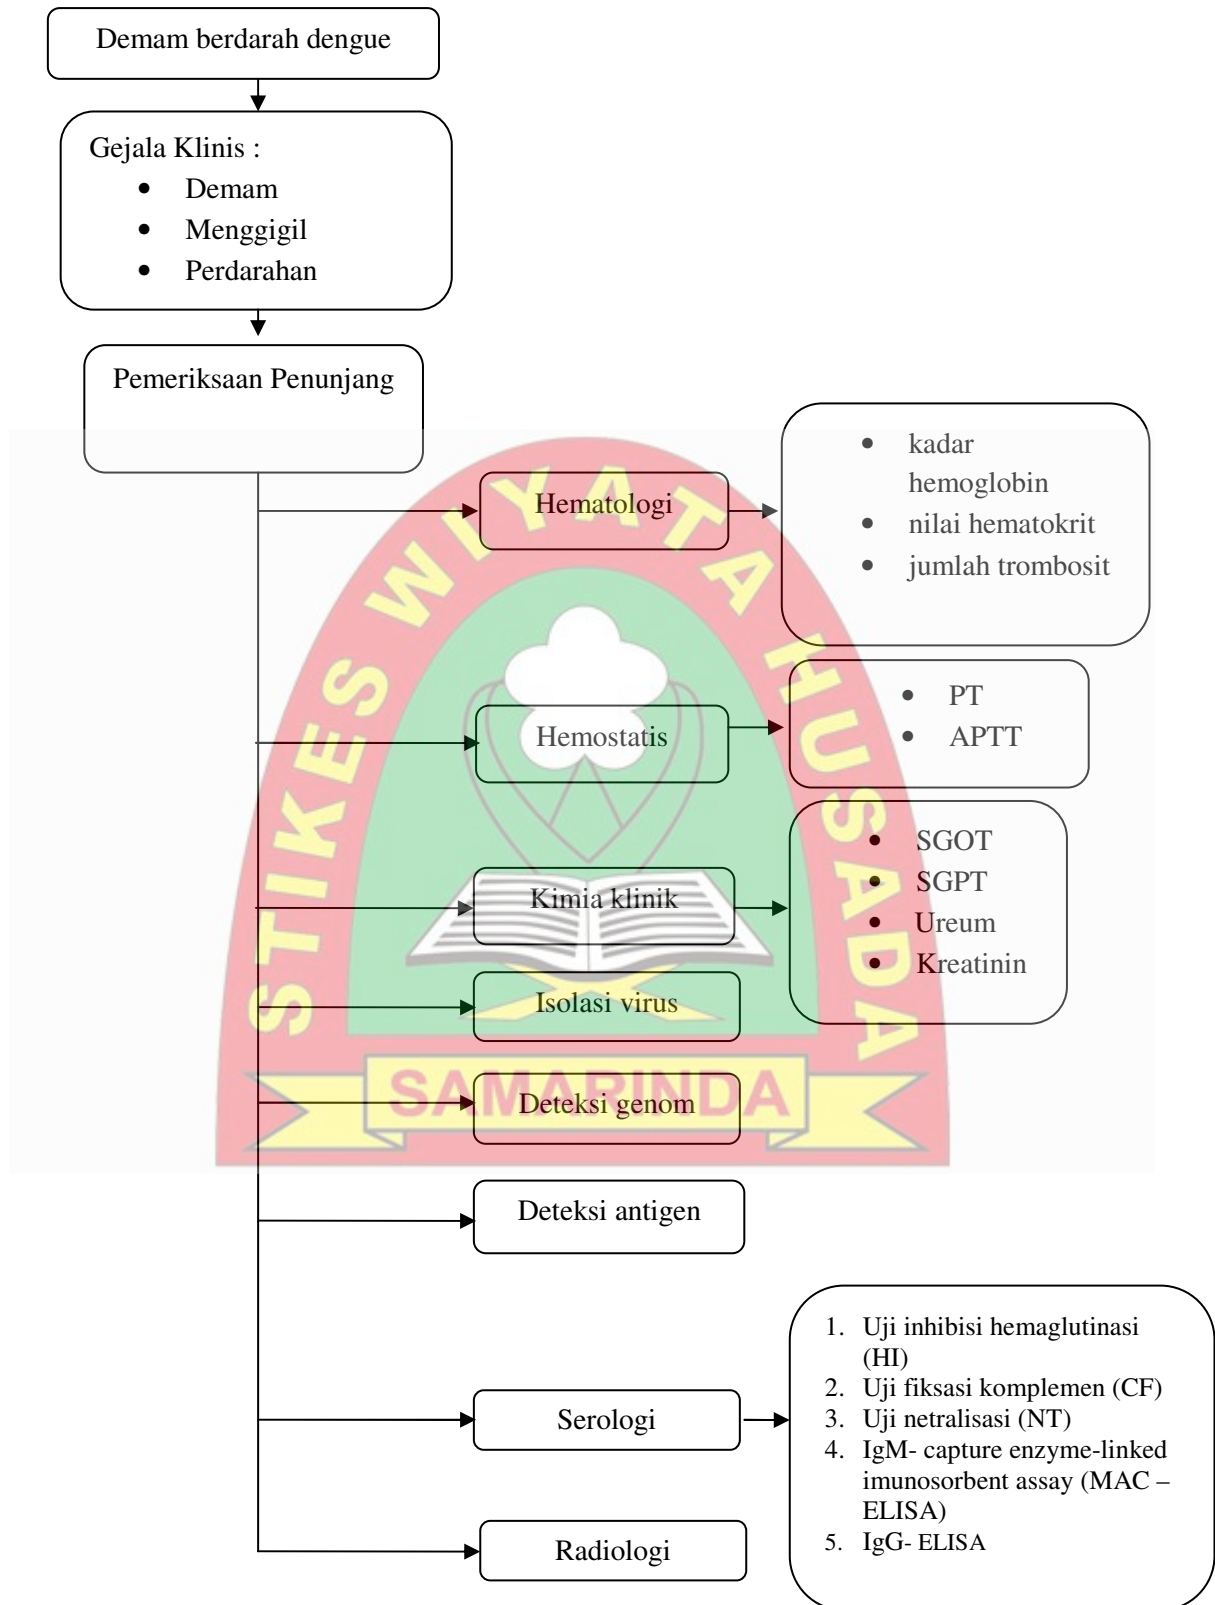 Demam berdarah dengue
Gejala Klinis :
• Demam
• Menggigil
• Perdarahan
Pemeriksaan Penunjang
Hematologi
• kadar
hemoglobin
• nilai hematokrit
• jumlah trombosit
Hemostatis
• PT
• APTT
Kimia klinik
• SGOT
• SGPT
• Ureum
• Kreatinin
Isolasi virus
Deteksi genom
Deteksi antigen
Serologi
1. Uji inhibisi hemaglutinasi
(HI)
2. Uji fiksasi komplemen (CF)
3. Uji netralisasi (NT)
4. IgM- capture enzyme-linked
imunosorbent assay (MAC –
ELISA)
5. IgG- ELISA
Radiologi
STIKES WIYATA HUSADA
SAMARINDA